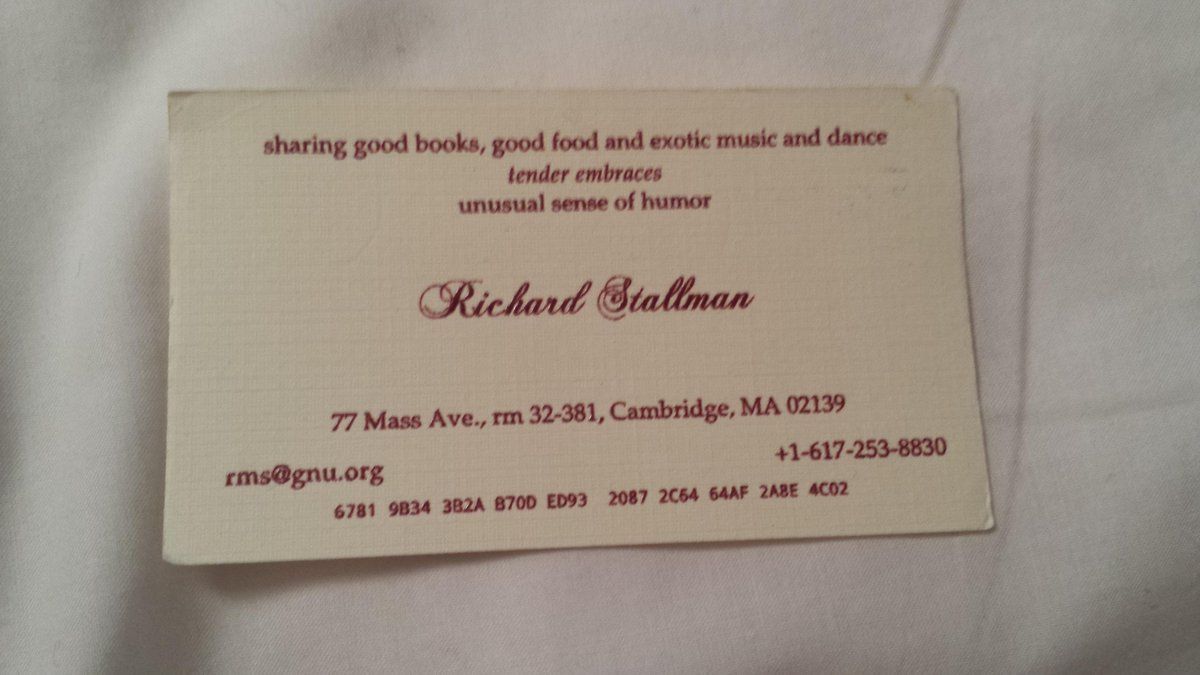 sharing good books, good food and exotic music and dance
tender embraces
unusual sense of humor
Richard Stallman
77 Mass Ave., rm 32-381, Cambridge, MA 02139
+1-617-253-8830
rms@gnu.org
6781 9B34 3B2A B70D ED93 2087 2C64 64AF 2A8E 4C02